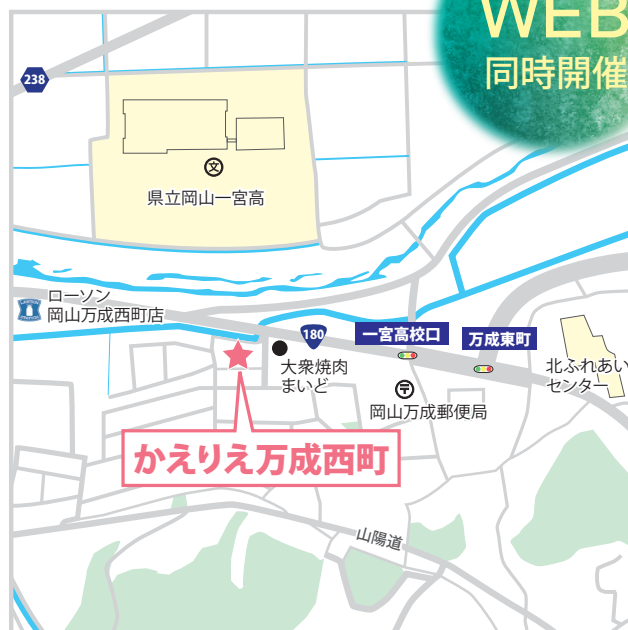 WEB
同時開催
238
文
県立岡山一宮高
ローソン
岡山万成西町店
180
一宮高校口
万成東町
大衆焼肉
まいど
北ふれあい
センター
〒
岡山万成郵便局
かえりえ万成西町
山陽道